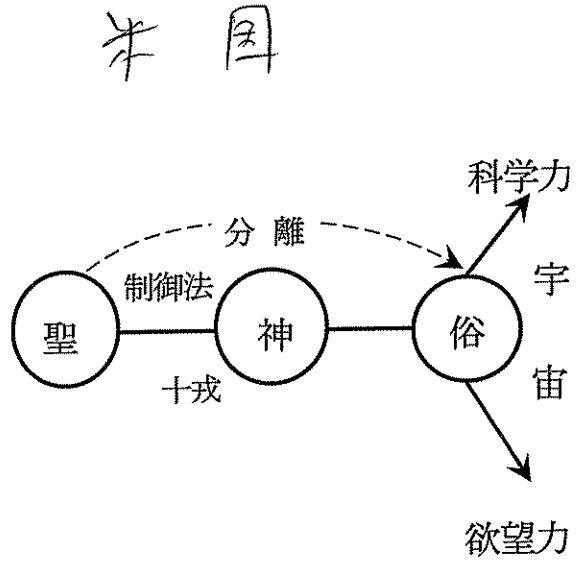 米国
科学力
分離
制御法
宇
聖 神 俗
十戒
宙
欲望力